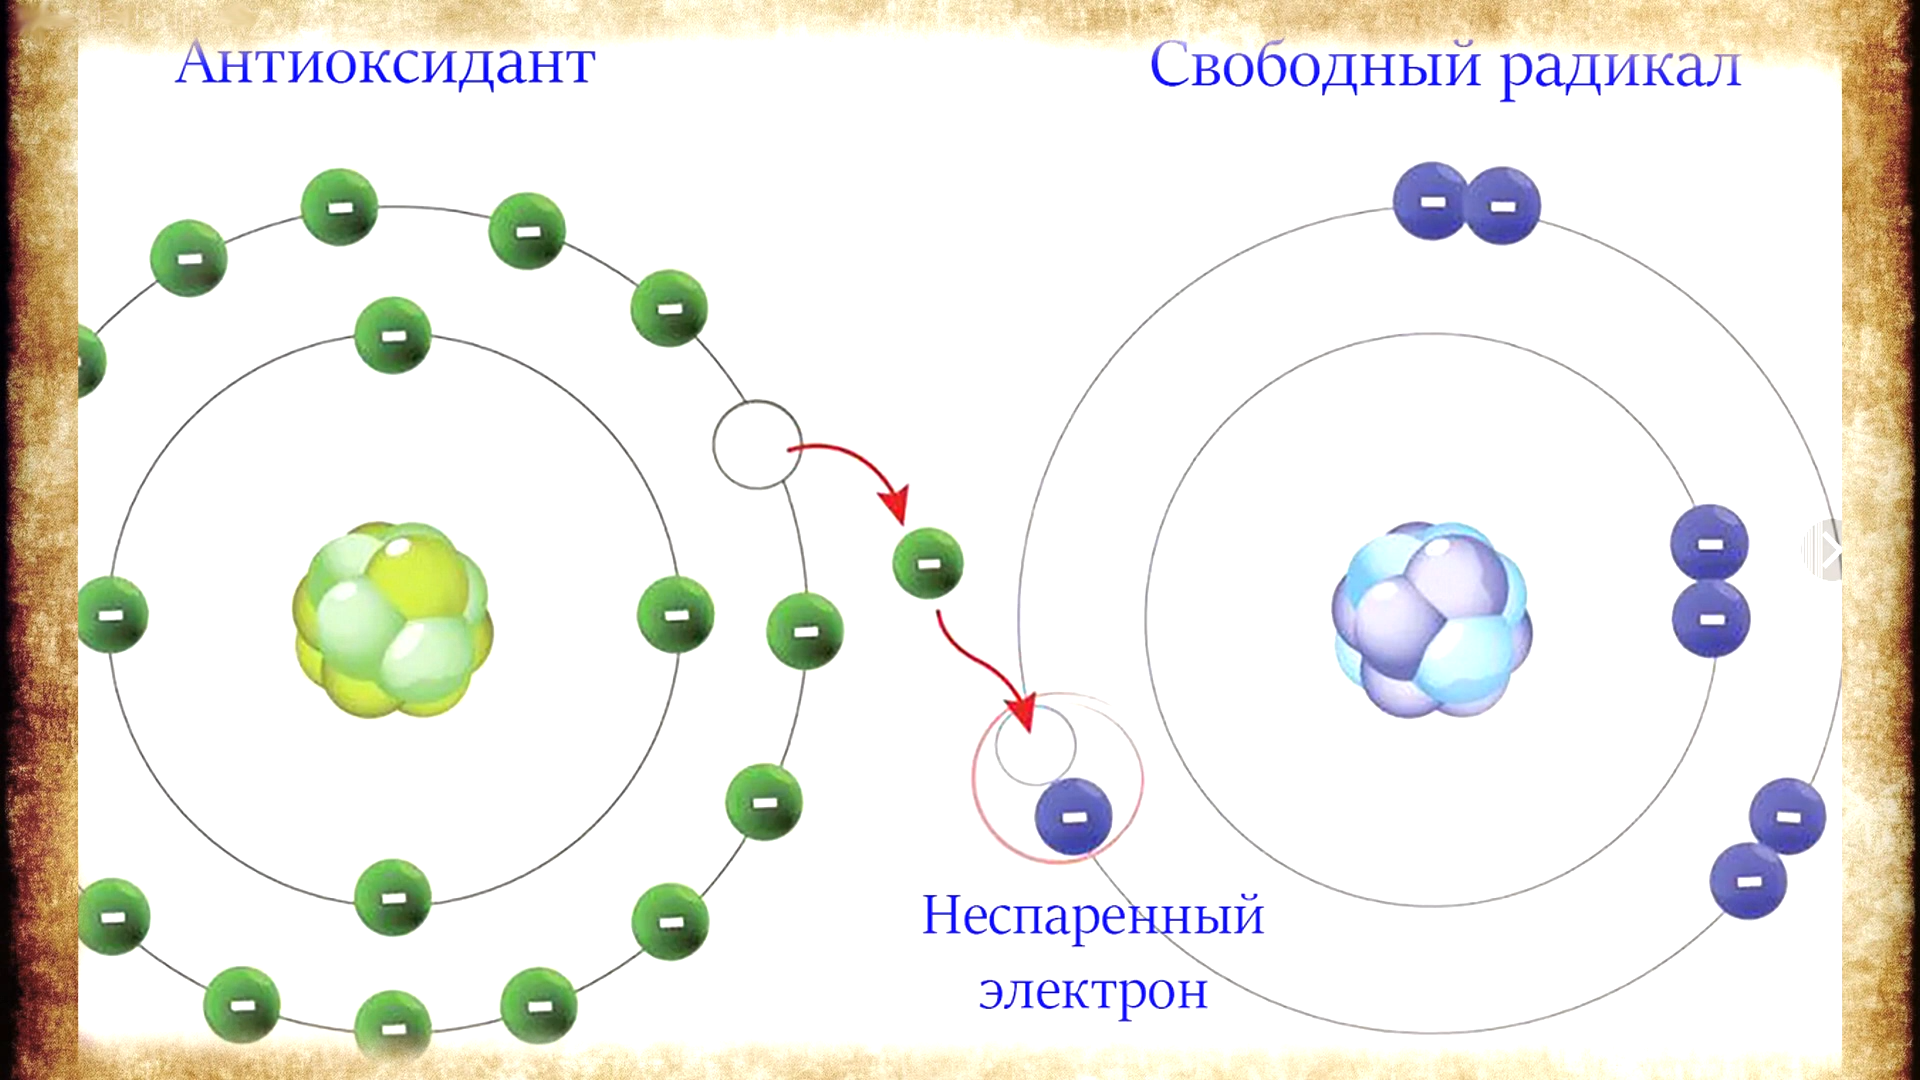 Антиоксидант
Свободный радикал
Неспаренный
электрон